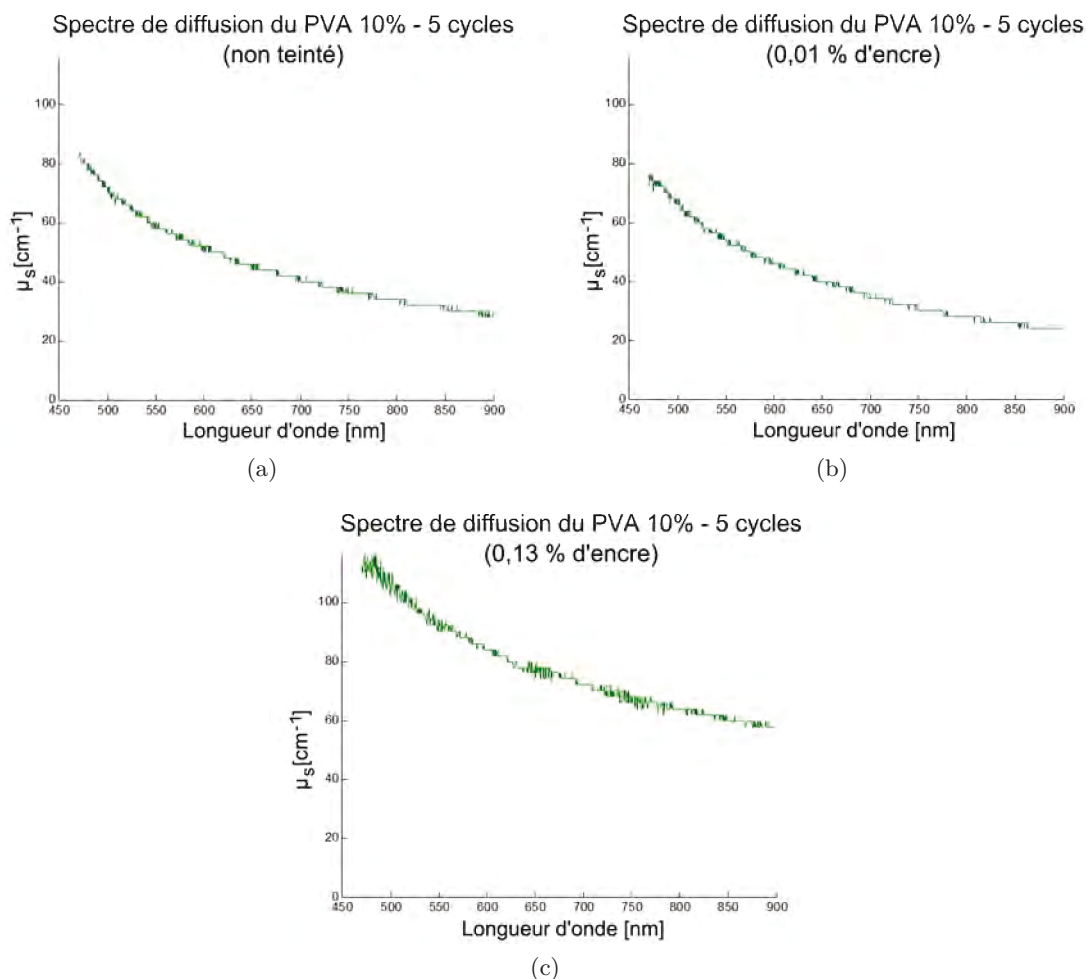 Spectre de diffusion du PVA 10% - 5 cycles
(non teinté)
100
80
60
40
20
0
μs[cm-1]
450 500 550 600 650 700 750 800 850 900
Longueur d'onde [nm]
(a)
Spectre de diffusion du PVA 10% - 5 cycles
(0,01 % d'encre)
100
80
60
40
20
0
μs[cm-1]
450 500 550 600 650 700 750 800 850 900
Longueur d'onde [nm]
(b)
Spectre de diffusion du PVA 10% - 5 cycles
(0,13 % d'encre)
100
80
60
40
20
0
μs[cm-1]
450 500 550 600 650 700 750 800 850 900
Longueur d'onde [nm]
(c)